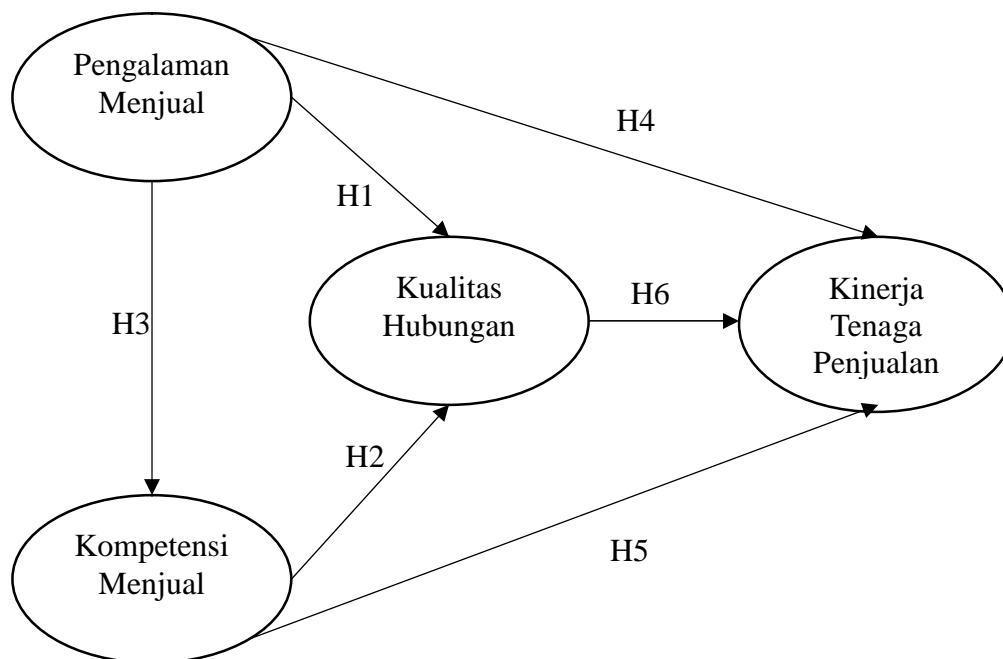 Pengalaman
Menjual
H4
H1
Kualitas
Hubungan
H6
Kinerja
Tenaga
Penjualan
H3
H2
Kompetensi
Menjual
H5